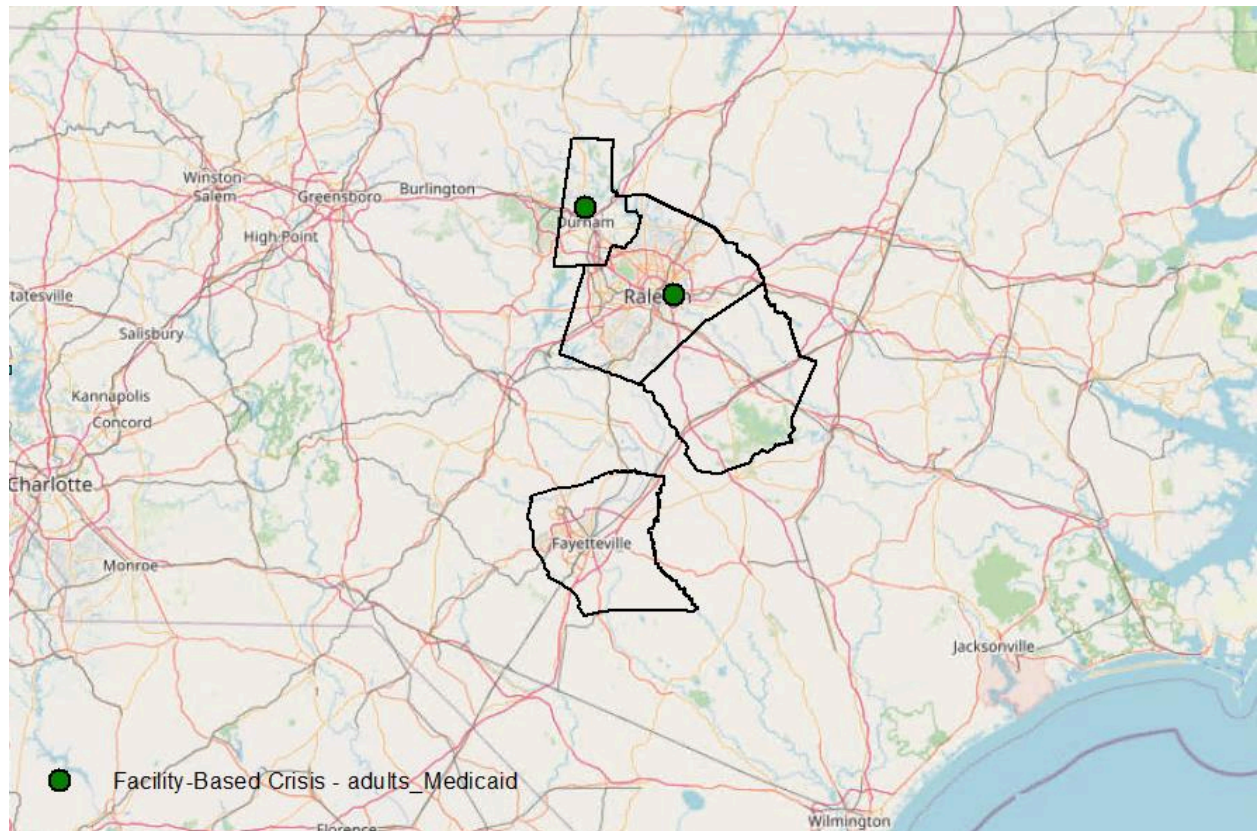 Winston
Salem
Greensboro
Burlington
High Point
Durham
tatesville
Raleigh
Salisbury
Kannapolis
Concord
Charlotte
Fayetteville
Monroe
Jacksonville
Facility-Based Crisis - adults_Medicaid
Florence
Wilmington